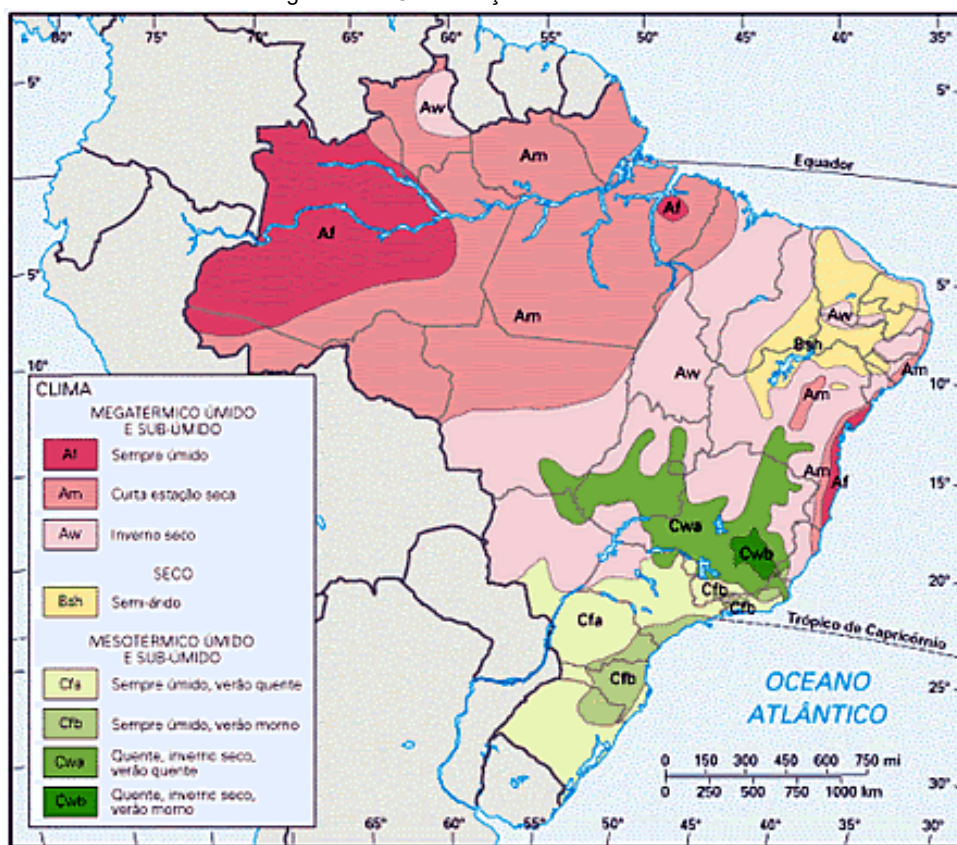 80° 75° 70° 65° 60° 55° 50° 45° 40° 35° 30°
5°
5°
Aw
Am
Equador
Af
Af
5°
Am
5°
Aw
Bsh
Aw
Am
10°
10°
Am
CLIMA
MEGATERMICO ÚMIDO
E SUB-ÚMIDO
Af Sempre úmido
Am Curta estação seca
Aw Inverno seco
SECO
Bsh Semi-árido
MESOTERMICO ÚMIDO
E SUB-ÚMIDO
Cfa Sempre úmido, verão quente
Cfb Sempre úmido, verão morno
Cwa Quente, inverno seco,
verão quente
Cwb Quente, inverno seco,
verão morno
Am
Af
15°
Cwa
Cwb
20°
Cfb
Cfb
Cfa
Trópico de Capricórnio
Cfb
OCEANO
ATLÂNTICO
25°
0 150 300 450 600 750 mi
0 250 500 750 1000 km
30°
65° 60° 55° 50° 45° 40° 35° 30°